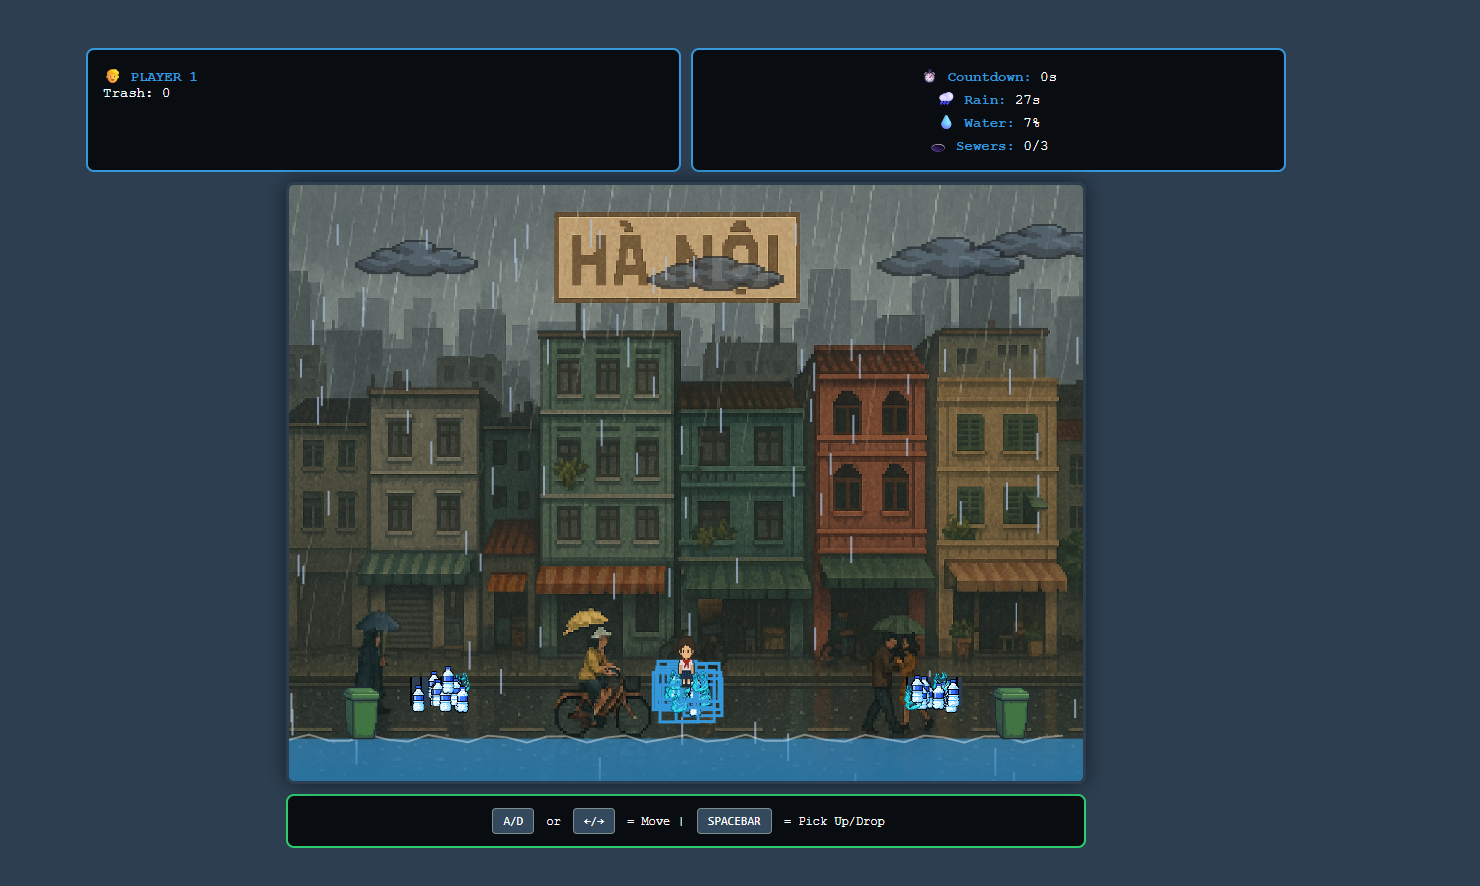 PLAYER 1
Trash: 0
Countdown: 0s
Rain: 27s
Water: 7%
Sewers: 0/3
HÀ NỘI
A/D or ←/→ = Move | SPACEBAR = Pick Up/Drop